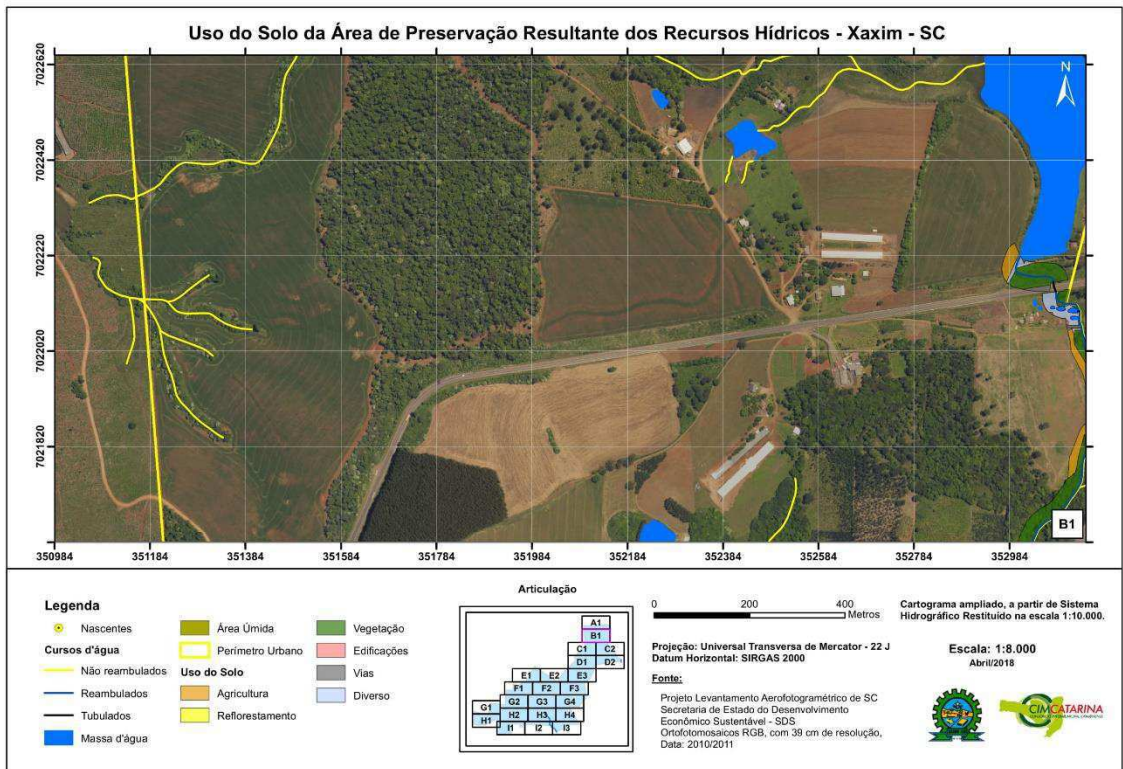 Uso do Solo da Área de Preservação Resultante dos Recursos Hídricos - Xaxim - SC
7022620
7022420
7022220
7022020
7021820
N
B1
350984 351184 351384 351584 351784 351984 352184 352384 352584 352784 352984
Legenda
Nascentes
Cursos d'água
Não reambulados
Reambulados
Tubulados
Massa d'água
Área Úmida
Perímetro Urbano
Uso do Solo
Agricultura
Reflorestamento
Vegetação
Edificações
Vias
Diverso
Articulação
A1
B1
C1 C2
D1 D2
E1 E2 E3
F1 F2 F3
G1 G2 G3 G4
H1 H2 H3 H4
I1 I2 I3
0 200 400
Metros
Projeção: Universal Transversa de Mercator - 22 J
Datum Horizontal: SIRGAS 2000
Fonte:
Projeto Levantamento Aerofotogramétrico de SC
Secretaria de Estado do Desenvolvimento
Econômico Sustentável - SDS
Ortofotomosaicos RGB, com 39 cm de resolução,
Data: 2010/2011
Cartograma ampliado, a partir de Sistema
Hidrográfico Restituído na escala 1:10.000.
Escala: 1:8.000
Abril/2018
CIMCATARINA